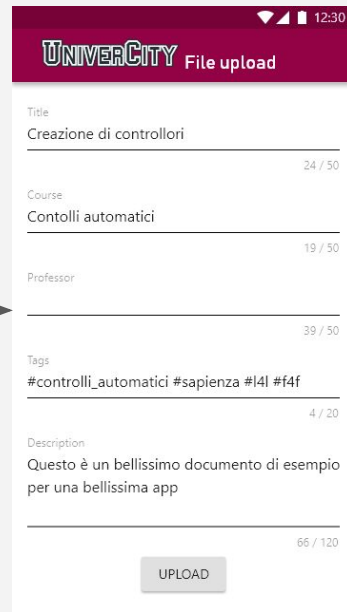 12:30
UNIVERCITY File upload
Title
Creazione di controllori
24 / 50
Course
Contolli automatici
19 / 50
Professor
39 / 50
Tags
#controlli_automatici #sapienza #l4l #f4f
4 / 20
Description
Questo è un bellissimo documento di esempio
per una bellissima app
66 / 120
UPLOAD